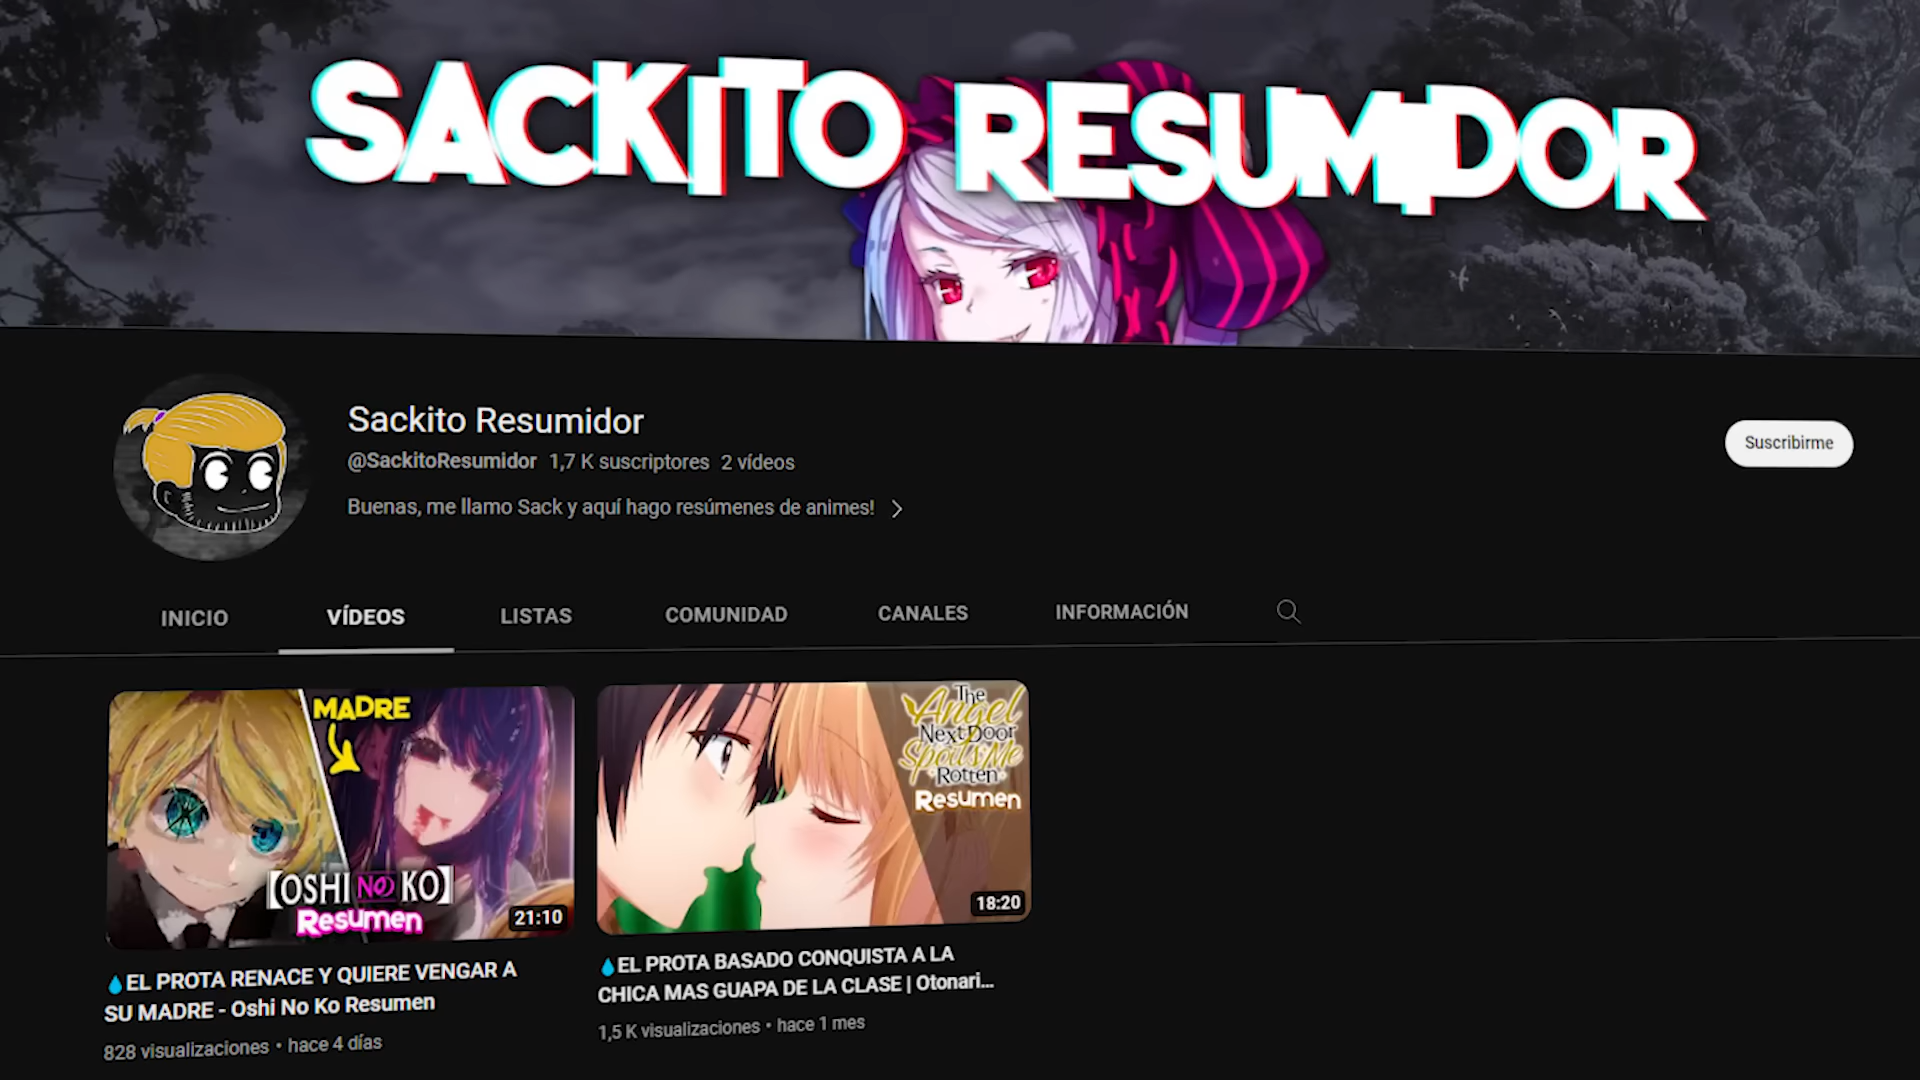 SACKITO RESUMIDOR
Sackito Resumidor
@SackitoResumidor 1,7 K suscriptores 2 vídeos
Buenas, me llamo Sack y aquí hago resúmenes de animes!
Suscribirme
INICIO VÍDEOS LISTAS COMUNIDAD CANALES INFORMACIÓN
MADRE
【OSHI NO KO】
Resumen
21:10
The
Angel
Next Door
Spoils Me
Rotten
Resumen
18:20
💧EL PROTA RENACE Y QUIERE VENGAR A
SU MADRE - Oshi No Ko Resumen
828 visualizaciones • hace 4 días
💧EL PROTA BASADO CONQUISTA A LA
CHICA MAS GUAPA DE LA CLASE | Otonari...
1,5 K visualizaciones • hace 1 mes